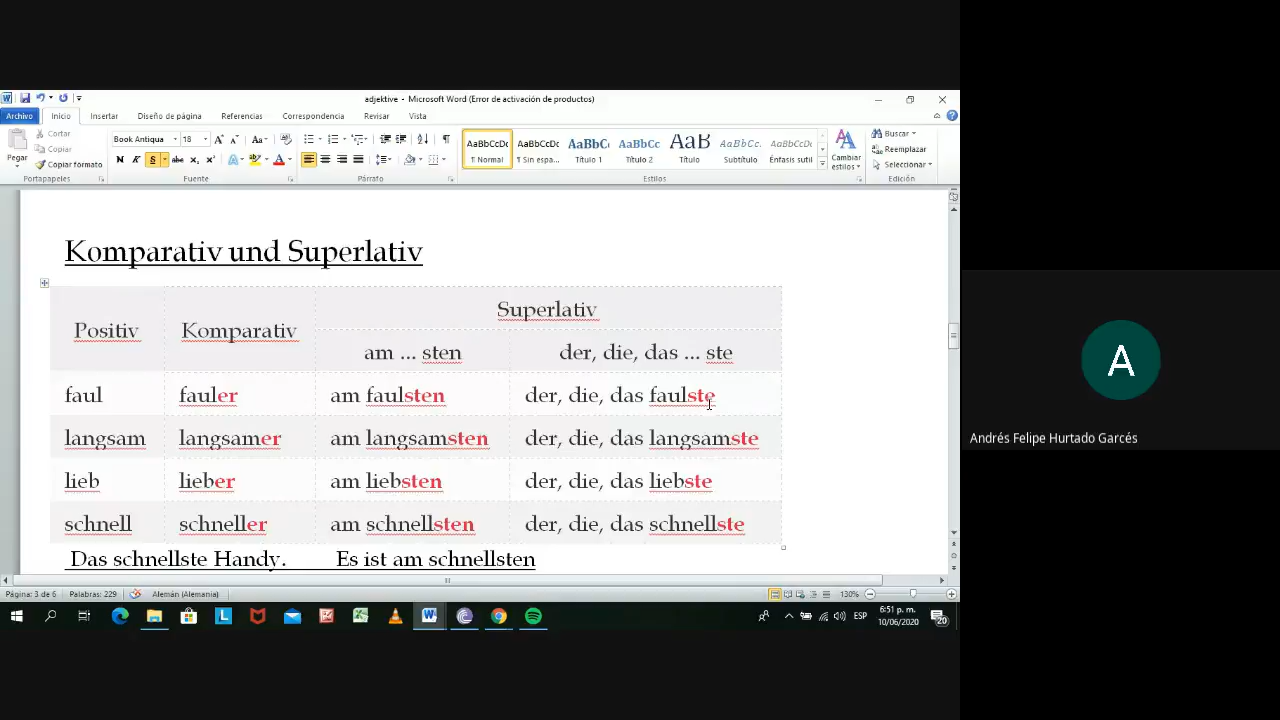 adjektive - Microsoft Word (Error de activación de productos)
Archivo Inicio Insertar Diseño de página Referencias Correspondencia Revisar Vista
Pegar
Cortar
Copiar
Copiar formato
Portapapeles
Book Antiqua 18
Fuente
Párrafo
AaBbCcDc AaBbCcDc AaBbC AaBbCc AaB AaBbCc. AaBbCcDc
¶ Normal ¶ Sin espa... Título 1 Título 2 Título Subtítulo Énfasis sutil
Estilos
Cambiar estilos
Buscar
Reemplazar
Seleccionar
Edición
Komparativ und Superlativ
Positiv Komparativ Superlativ
am ... sten der, die, das ... ste
faul fauler am faulsten der, die, das faulste
langsam langsamer am langsamsten der, die, das langsamste
lieb lieber am liebsten der, die, das liebste
schnell schneller am schnellsten der, die, das schnellste
Das schnellste Handy. Es ist am schnellsten
Página: 3 de 6 Palabras: 229 Alemán (Alemania) 130%
ESP
6:51 p. m.
10/06/2020
20
A
Andrés Felipe Hurtado Garcés